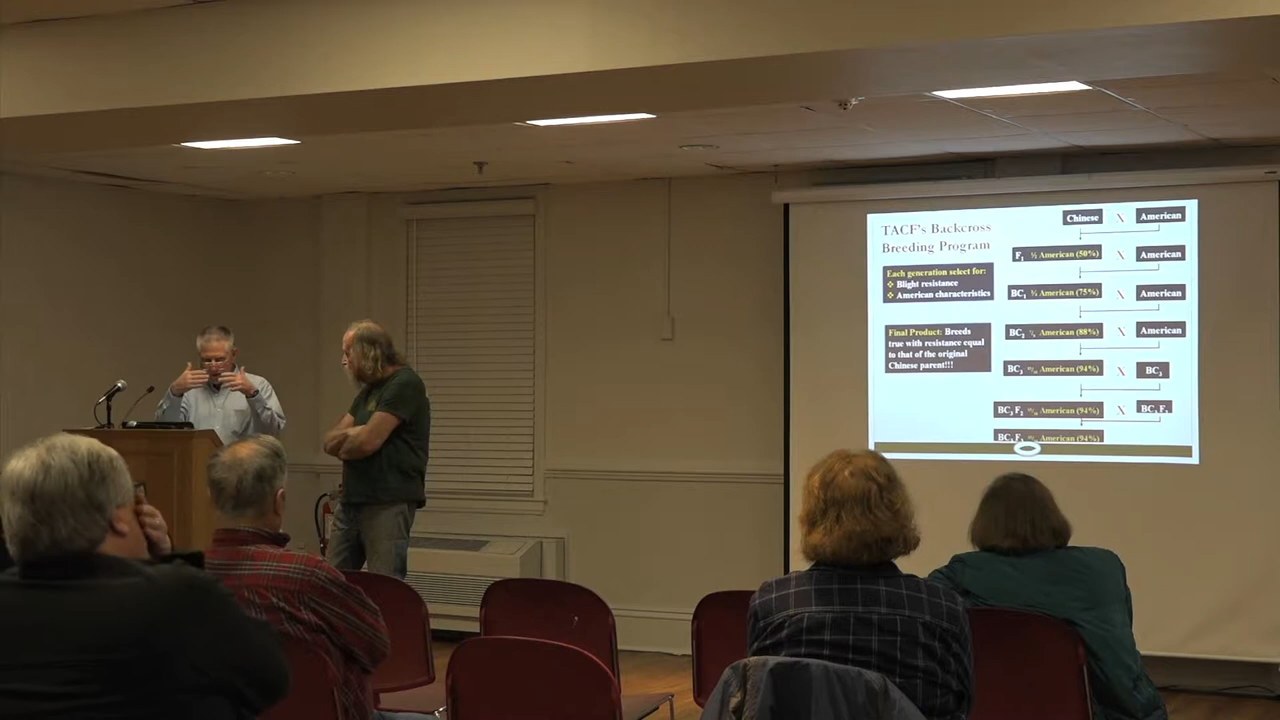 TACF's Backcross
Breeding Program
Each generation select for:
❖ Blight resistance
❖ American characteristics
Final Product: Breeds
true with resistance equal
to that of the original
Chinese parent!!!
Chinese X American
F1 ½ American (50%) X American
BC1 ¾ American (75%) X American
BC2 American (88%) X American
BC3 American (94%) X BC3
BC3F2 American (94%) X
American (94%)